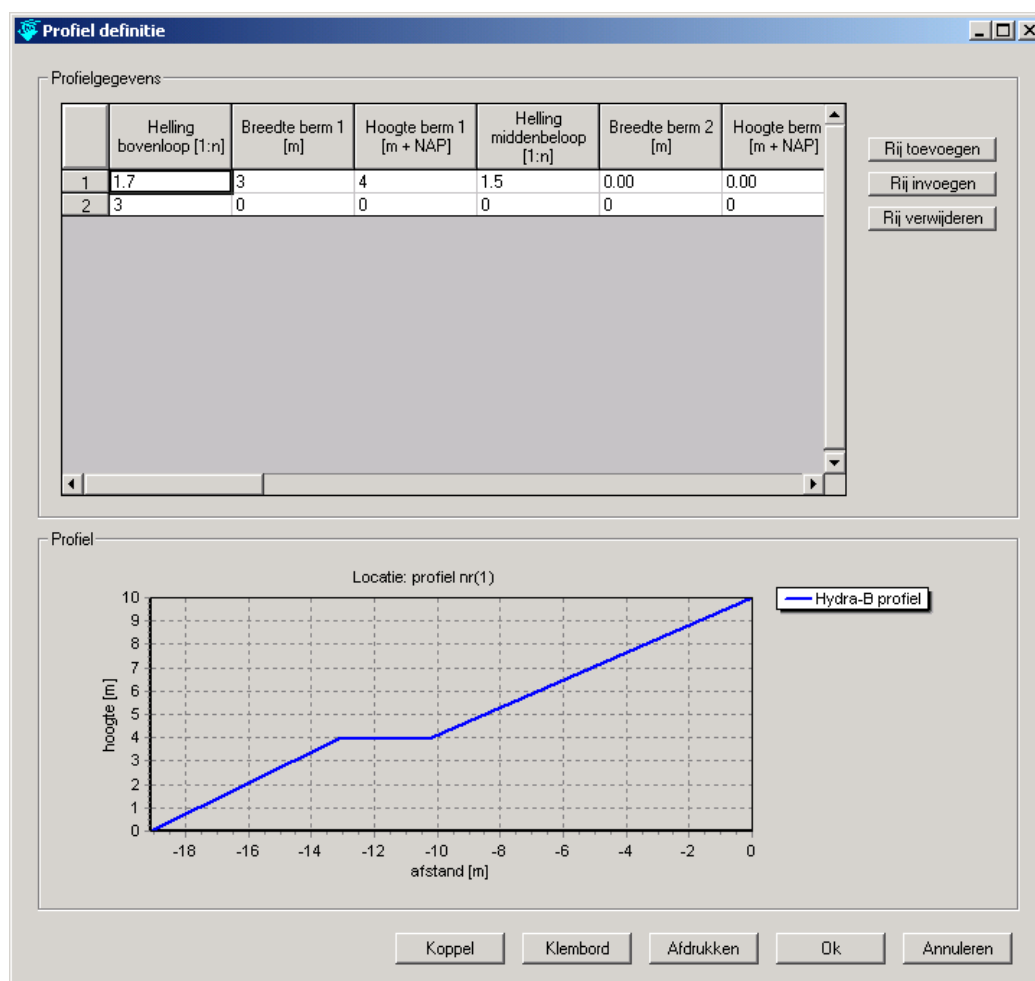 Profiel definitie
Profielgegevens
Helling bovenloop [1:n] Breedte berm 1 [m] Hoogte berm 1 [m + NAP] Helling middenbeloop [1:n] Breedte berm 2 [m] Hoogte berm [m + NAP]
1 1.7 3 4 1.5 0.00 0.00
2 3 0 0 0 0 0
Rij toevoegen
Rij invoegen
Rij verwijderen
Profiel
Locatie: profiel nr(1)
Hydra-B profiel
hoogte [m]
10
9
8
7
6
5
4
3
2
1
0
-18 -16 -14 -12 -10 -8 -6 -4 -2 0
afstand [m]
Koppel Klembord Afdrukken Ok Annuleren